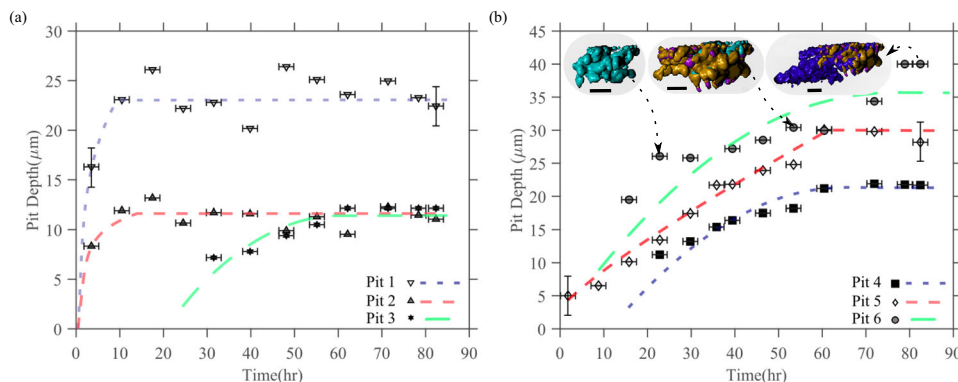 (a)
30
25
20
15
10
5
0
Pit Depth(μm)
Pit 1
Pit 2
Pit 3
0 10 20 30 40 50 60 70 80 90
Time(hr)
(b)
45
40
35
30
25
20
15
10
5
0
Pit Depth (μm)
Pit 4
Pit 5
Pit 6
0 10 20 30 40 50 60 70 80 90
Time(hr)